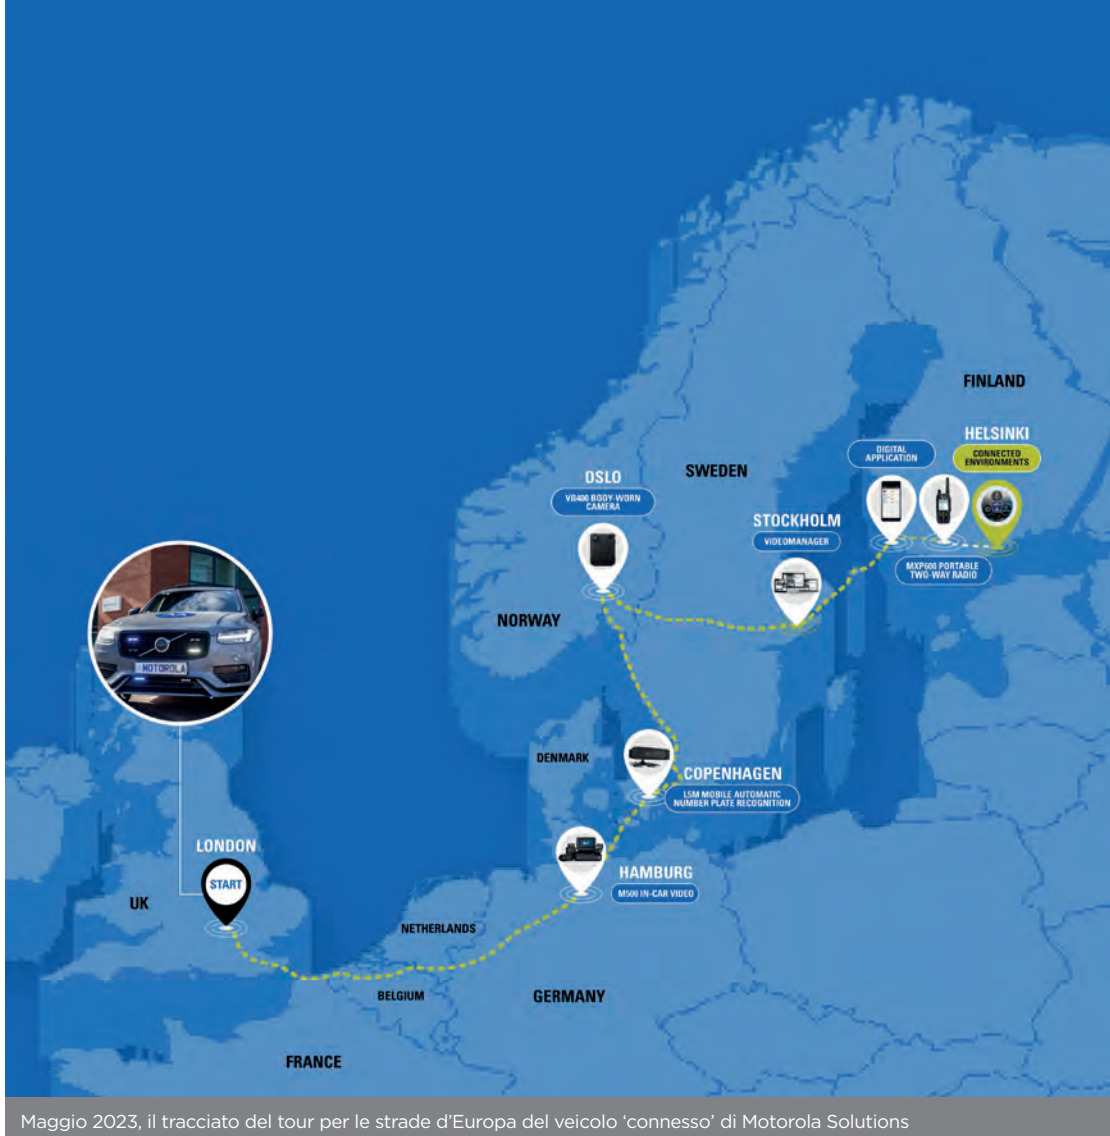 FINLAND
HELSINKI
CONNECTED
ENVIRONMENTS
DIGITAL
APPLICATION
MXP600 PORTABLE
TWO-WAY RADIO
SWEDEN
STOCKHOLM
VIDEOMANAGER
OSLO
VB400 BODY-WORN
CAMERA
NORWAY
MOTOROLA
DENMARK
COPENHAGEN
L5M MOBILE AUTOMATIC
NUMBER PLATE RECOGNITION
LONDON
START
UK
HAMBURG
M500 IN-CAR VIDEO
NETHERLANDS
BELGIUM
GERMANY
FRANCE
Maggio 2023, il tracciato del tour per le strade d'Europa del veicolo ‘connesso’ di Motorola Solutions